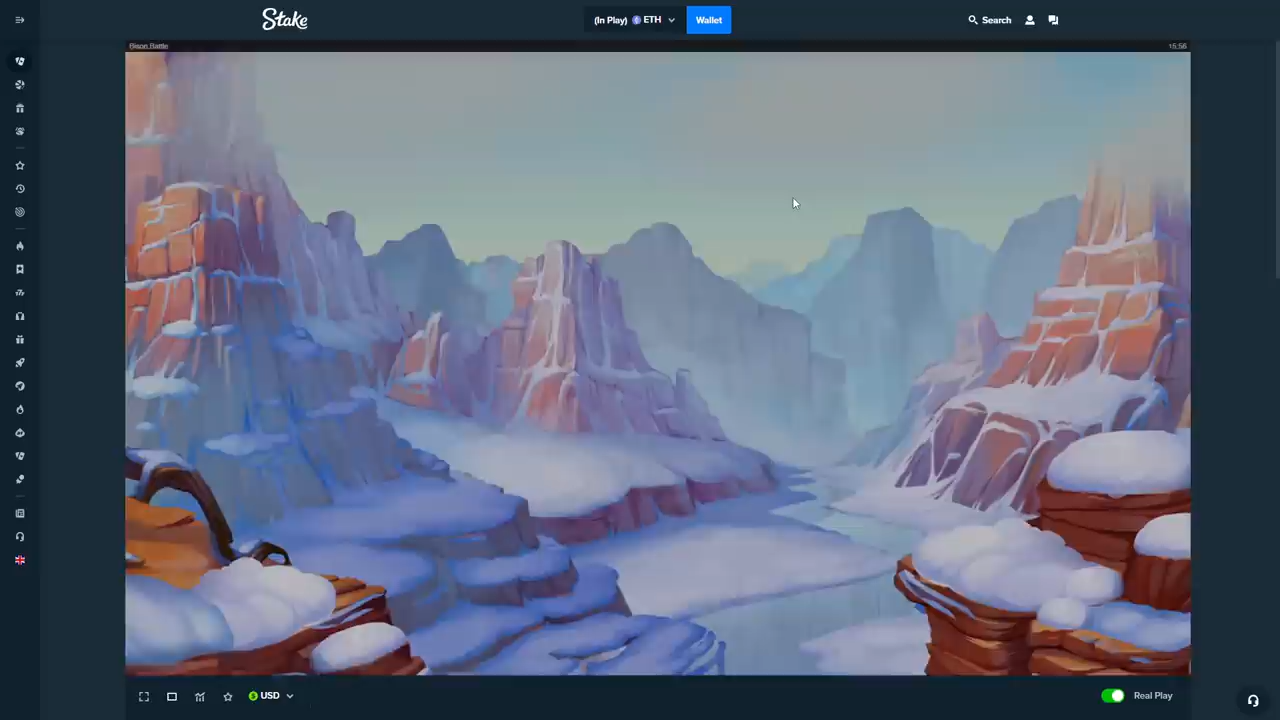 Stake
(In Play) ETH
Wallet
Search
Bison Battle
15:56
USD
Real Play